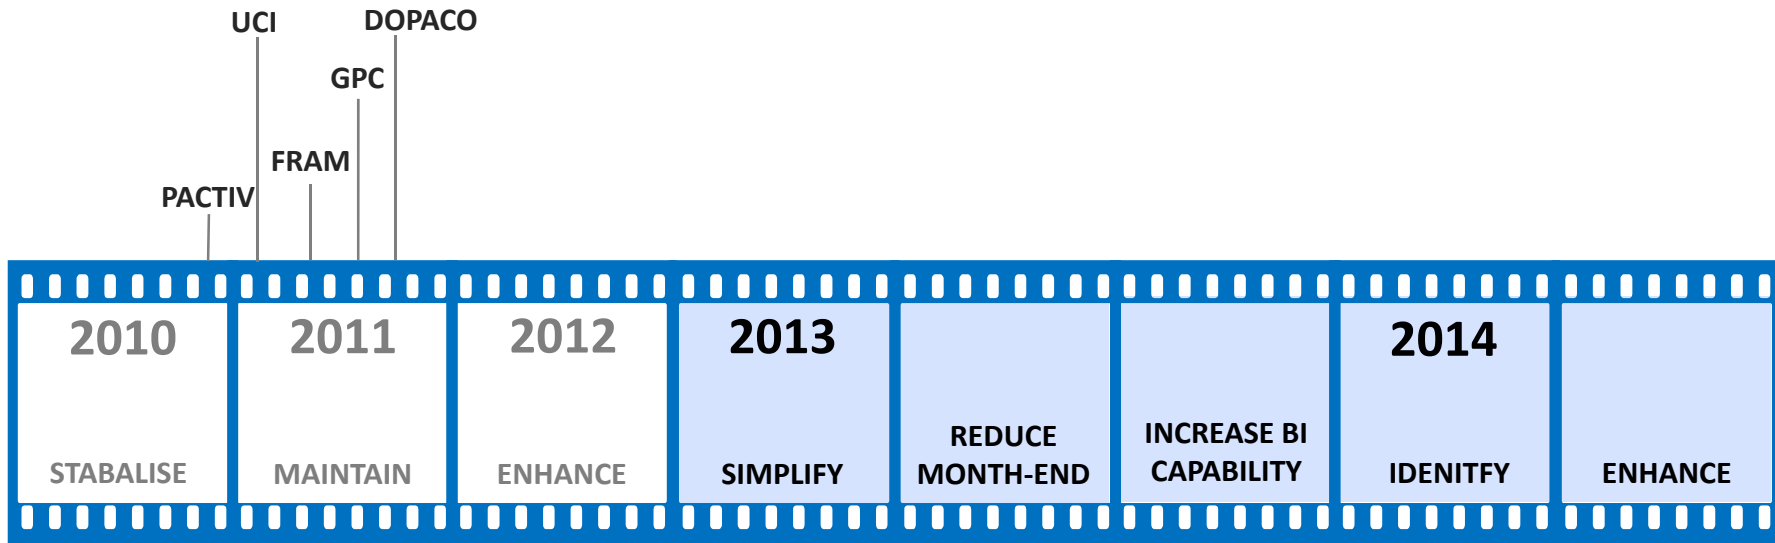 UCI
DOPACO
GPC
FRAM
PACTIV
2010
STABALISE
2011
MAINTAIN
2012
ENHANCE
2013
SIMPLIFY
REDUCE
MONTH-END
INCREASE BI
CAPABILITY
2014
IDENITFY
ENHANCE